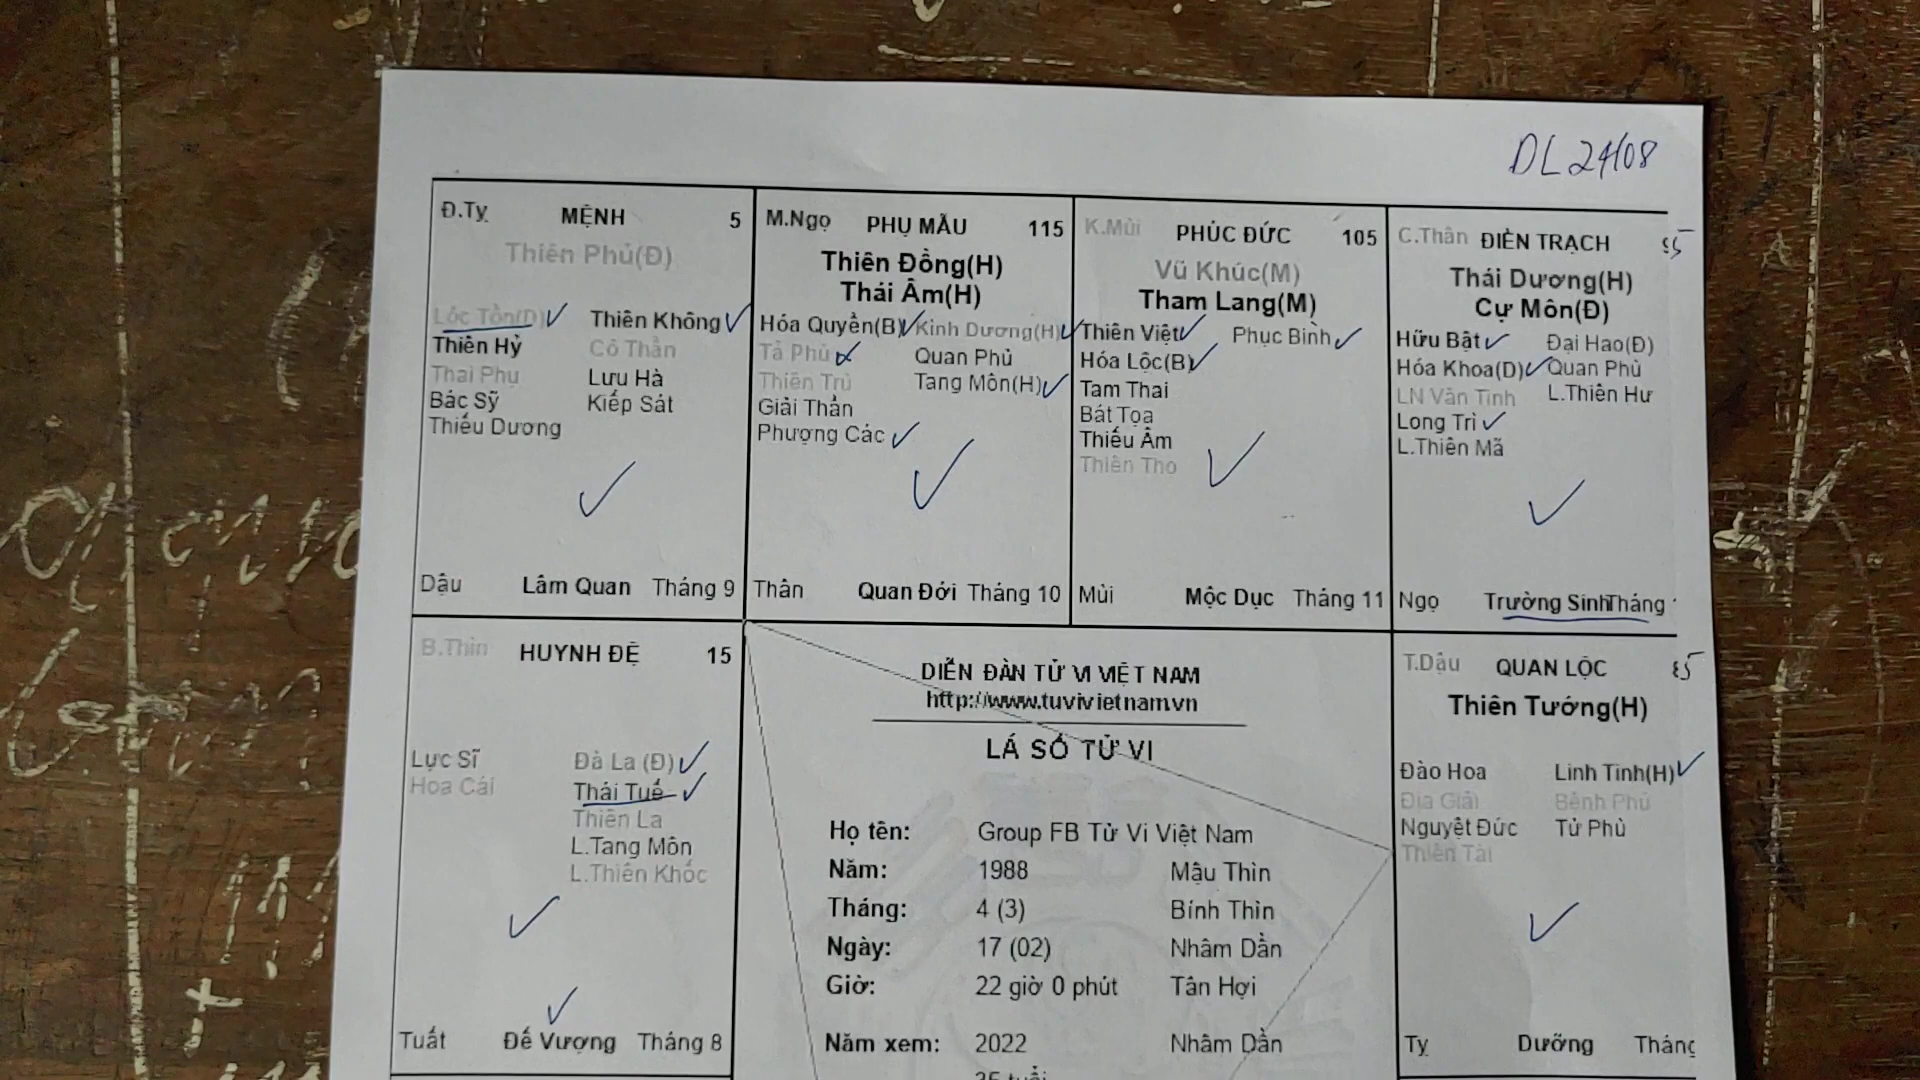 DL 24/08
Đ.Tỵ MỆNH 5
Thiên Phủ(Đ)
Lộc Tồn(D) Thiên Không
Thiên Hỷ Cô Thần
Thai Phụ Lưu Hà
Bác Sỹ Kiếp Sát
Thiếu Dương
Dậu Lâm Quan Tháng 9
M.Ngọ PHỤ MẪU 115
Thiên Đồng(H)
Thái Âm(H)
Hóa Quyền(B) Kình Dương(H)
Tả Phù Quan Phủ
Thiên Trù Tang Môn(H)
Giải Thần
Phượng Các
Thân Quan Đới Tháng 10
K.Mùi PHÚC ĐỨC 105
Vũ Khúc(M)
Tham Lang(M)
Thiên Việt Phục Binh
Hóa Lộc(B)
Tam Thai
Bát Tọa
Thiếu Âm
Thiên Thọ
Mùi Mộc Dục Tháng 11
C.Thân ĐIỀN TRẠCH
Thái Dương(H)
Cự Môn(Đ)
Hữu Bật Đại Hao(Đ)
Hóa Khoa(D) Quan Phù
LN Văn Tinh L.Thiên Hư
Long Trì
L.Thiên Mã
Ngọ Trường Sinh Tháng
B.Thìn HUYNH ĐỆ 15
Lực Sĩ Đà La (Đ)
Hoa Cái Thái Tuế
Thiên La
L.Tang Môn
L.Thiên Khốc
Tuất Đế Vượng Tháng 8
DIỄN ĐÀN TỬ VI VIỆT NAM
http://www.tuvivietnam.vn
LÁ SỐ TỬ VI
Họ tên: Group FB Tử Vi Việt Nam
Năm: 1988 Mậu Thìn
Tháng: 4 (3) Bính Thìn
Ngày: 17 (02) Nhâm Dần
Giờ: 22 giờ 0 phút Tân Hợi
Năm xem: 2022 Nhâm Dần
35 tuổi
T.Dậu QUAN LỘC
Thiên Tướng(H)
Đào Hoa Linh Tinh(H)
Địa Giải Bệnh Phù
Nguyệt Đức Tử Phù
Thiên Tài
Tỵ Dưỡng Tháng